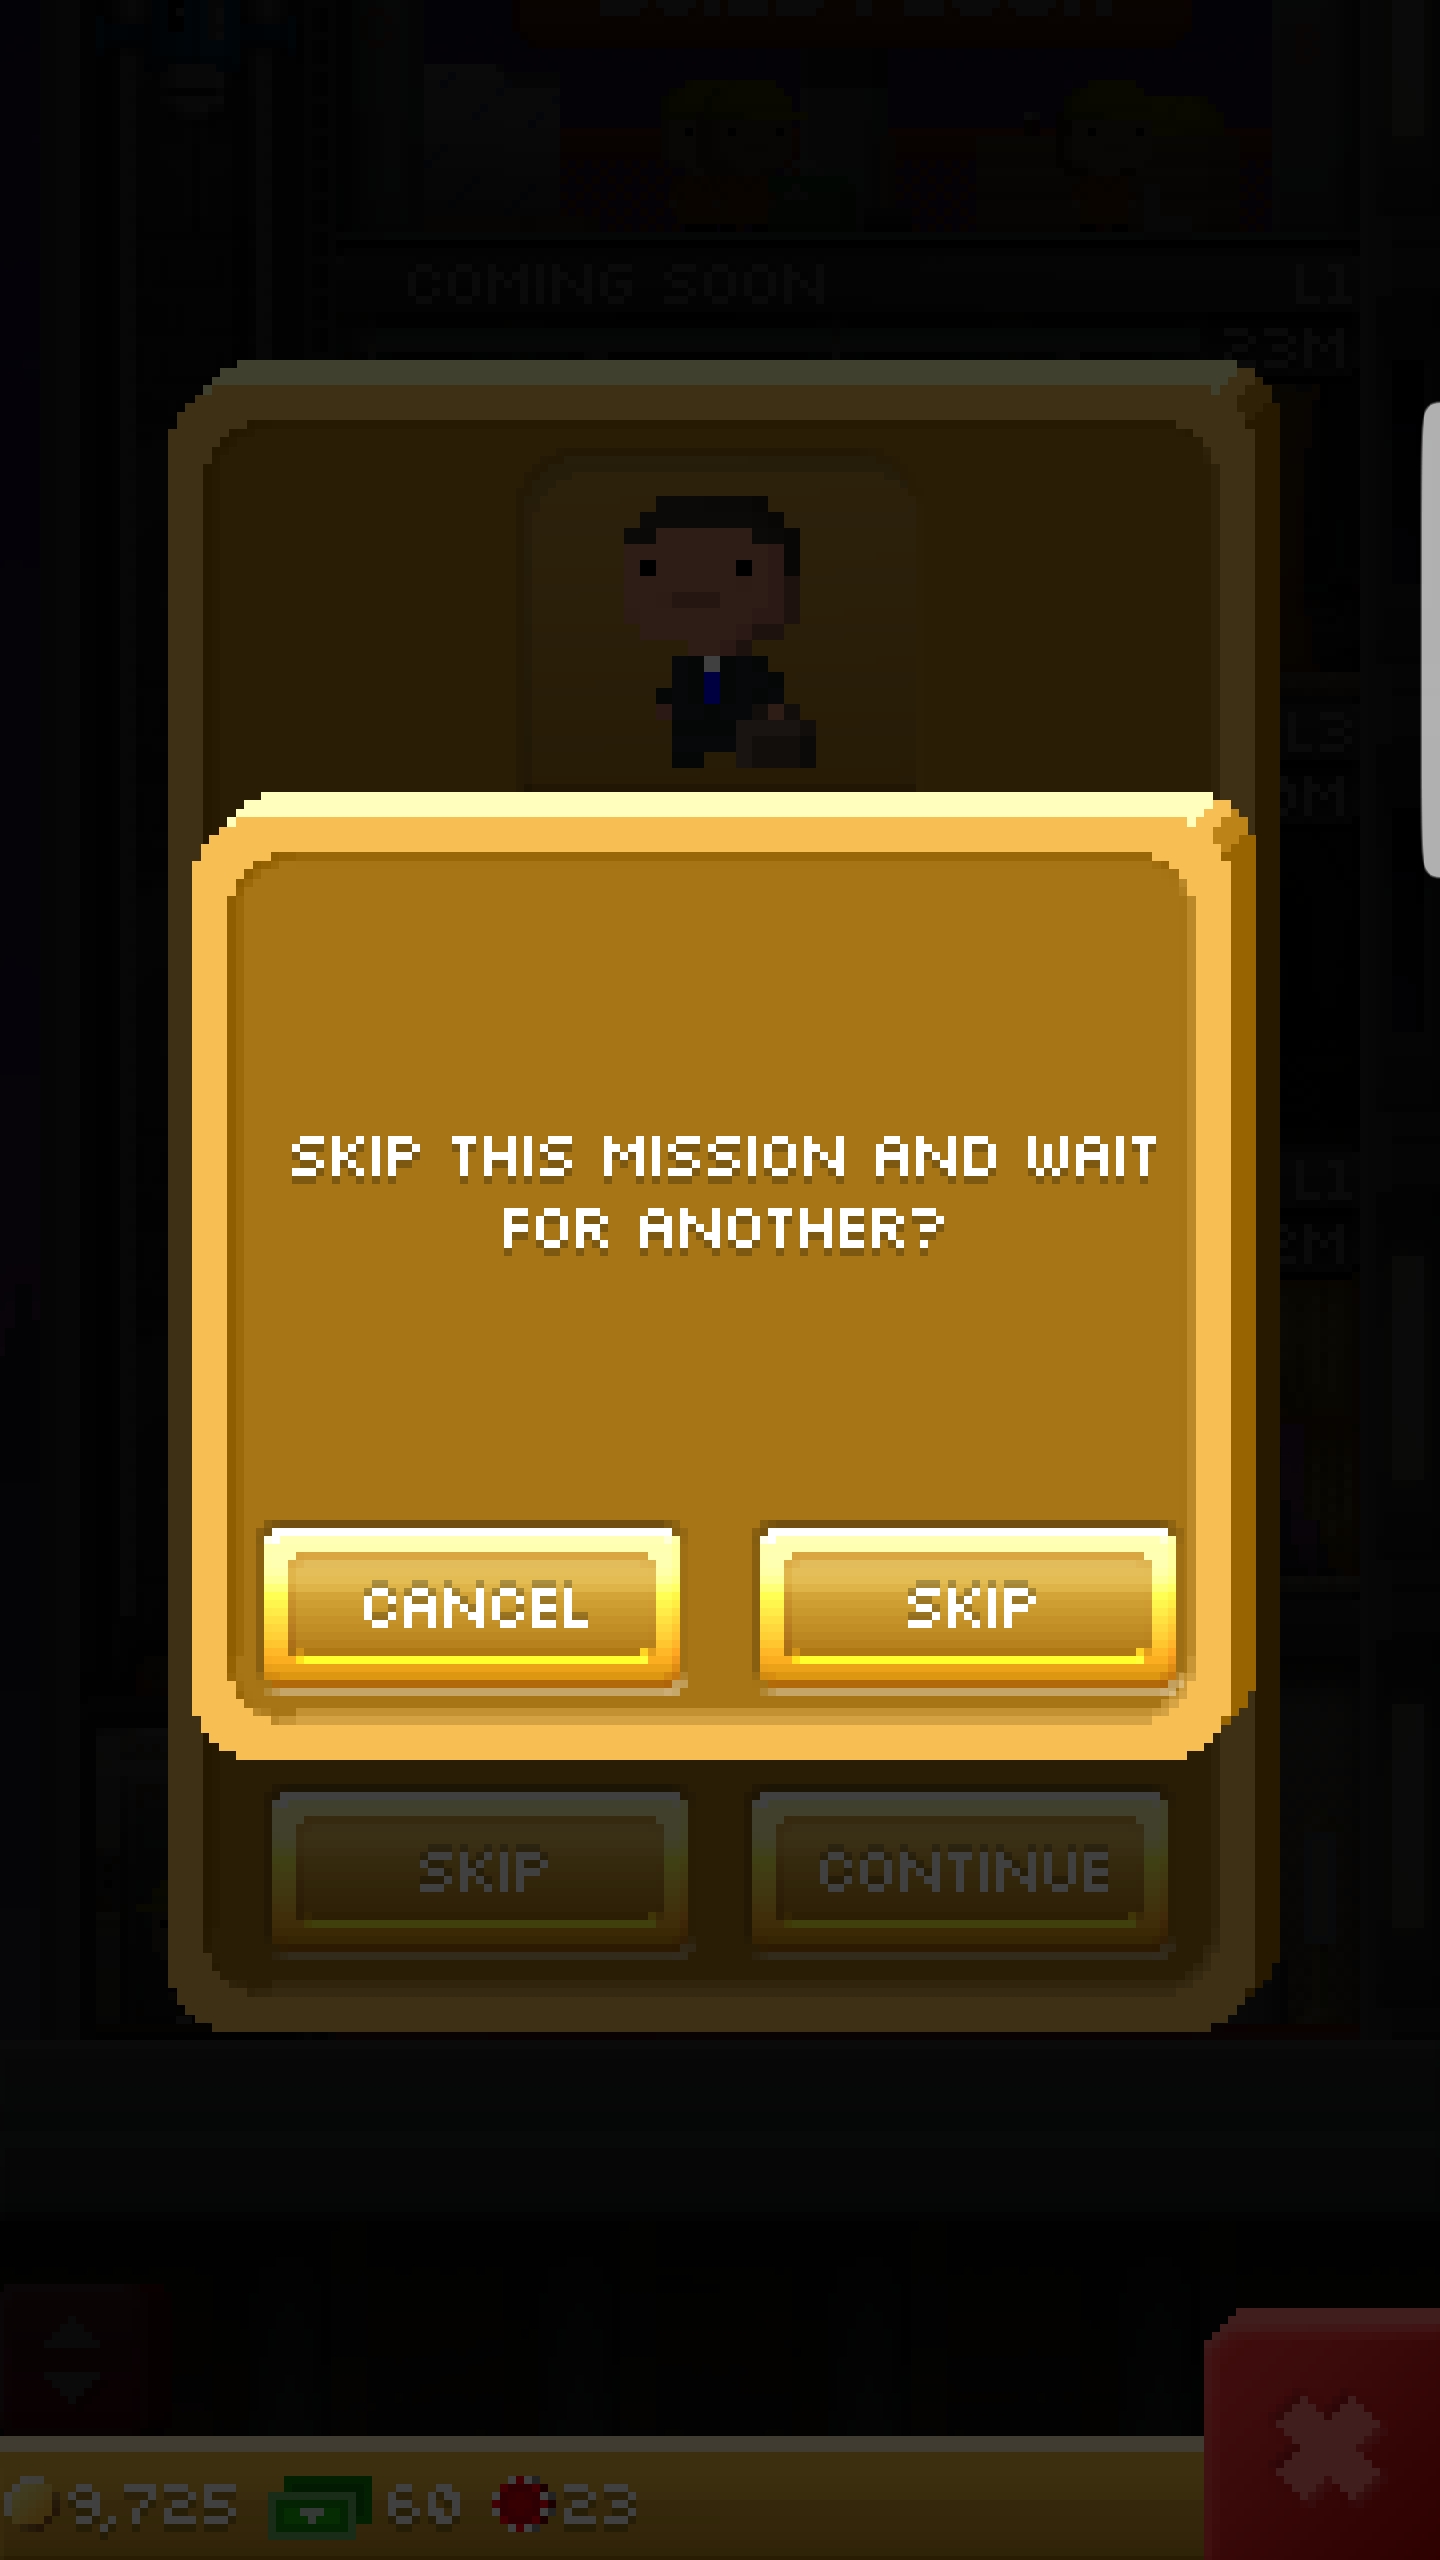 COMING SOON L1
23M
L3
L1
2M
SKIP THIS MISSION AND WAIT
FOR ANOTHER?
CANCEL SKIP
SKIP CONTINUE
9,725 60 23